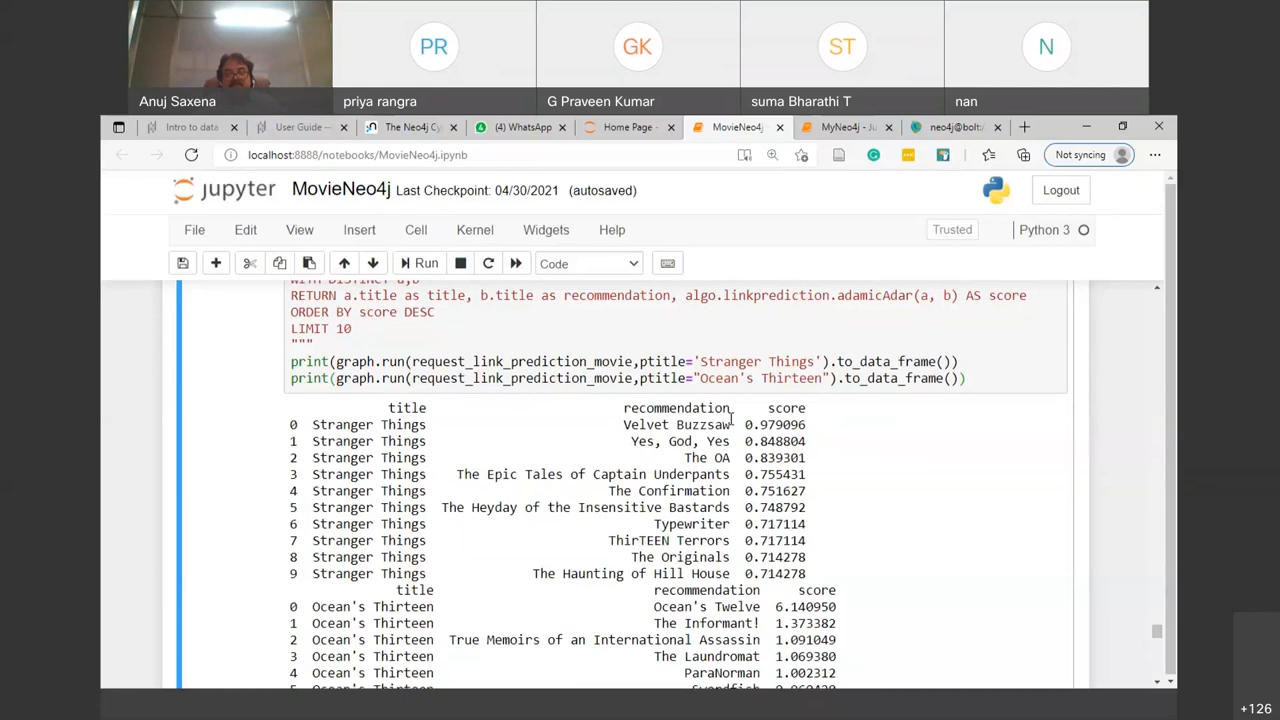 PR
GK
ST
N
Anuj Saxena
priya rangra
G Praveen Kumar
suma Bharathi T
nan
Intro to data
User Guide —
The Neo4j Cy
(4) WhatsApp
Home Page -
MovieNeo4j
MyNeo4j - Ju
neo4j@bolt:/
localhost:8888/notebooks/MovieNeo4j.ipynb
Not syncing
jupyter MovieNeo4j Last Checkpoint: 04/30/2021 (autosaved)
Logout
File Edit View Insert Cell Kernel Widgets Help
Trusted
Python 3
Run
Code
WITH DISTINCT a,b
RETURN a.title as title, b.title as recommendation, algo.linkprediction.adamicAdar(a, b) AS score
ORDER BY score DESC
LIMIT 10
"""
print(graph.run(request_link_prediction_movie,ptitle='Stranger Things').to_data_frame())
print(graph.run(request_link_prediction_movie,ptitle="Ocean's Thirteen").to_data_frame())
title recommendation score
0 Stranger Things Velvet Buzzsaw 0.979096
1 Stranger Things Yes, God, Yes 0.848804
2 Stranger Things The OA 0.839301
3 Stranger Things The Epic Tales of Captain Underpants 0.755431
4 Stranger Things The Confirmation 0.751627
5 Stranger Things The Heyday of the Insensitive Bastards 0.748792
6 Stranger Things Typewriter 0.717114
7 Stranger Things ThirTEEN Terrors 0.717114
8 Stranger Things The Originals 0.714278
9 Stranger Things The Haunting of Hill House 0.714278
title recommendation score
0 Ocean's Thirteen Ocean's Twelve 6.140950
1 Ocean's Thirteen The Informant! 1.373382
2 Ocean's Thirteen True Memoirs of an International Assassin 1.091049
3 Ocean's Thirteen The Laundromat 1.069380
4 Ocean's Thirteen ParaNorman 1.002312
+126